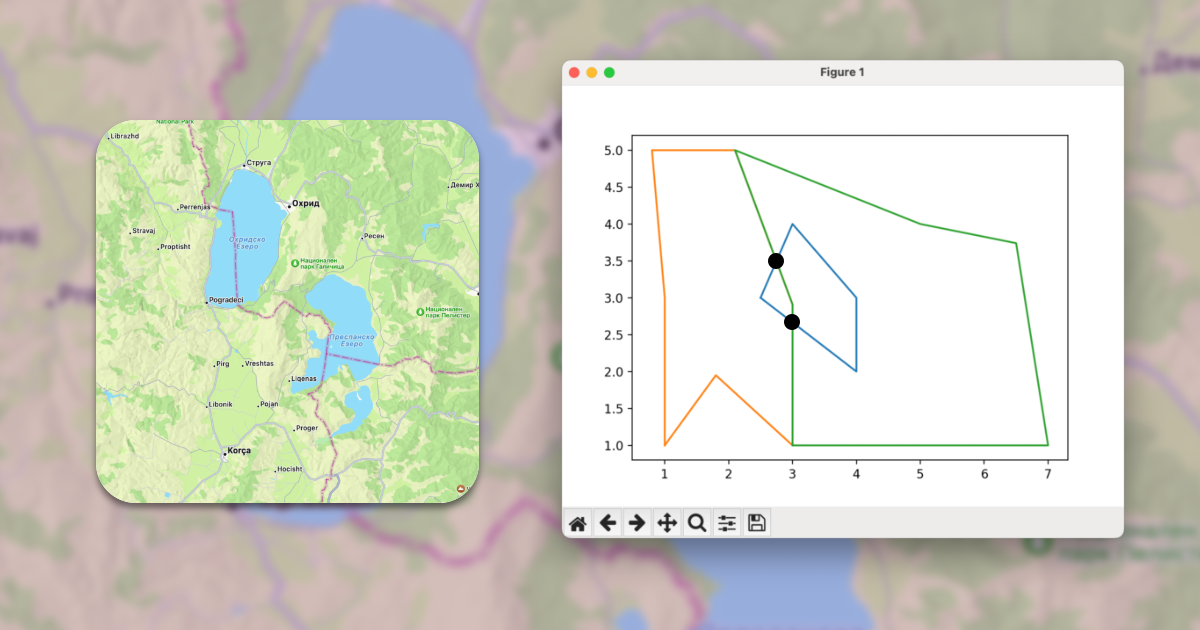 National Park
Librazhd
Струга
Демир Х
Perrenjas
Охрид
Stravaj
Охридско
Езеро
Ресен
Proptisht
Национален
парк Галичица
Pogradeci
Национален
парк Пелистер
Преспанско
Езеро
Pirg
Vreshtas
Liqenas
Libonik
Pojan
Proger
Korça
Hocisht
Figure 1
5.0
4.5
4.0
3.5
3.0
2.5
2.0
1.5
1.0
1 2 3 4 5 6 7